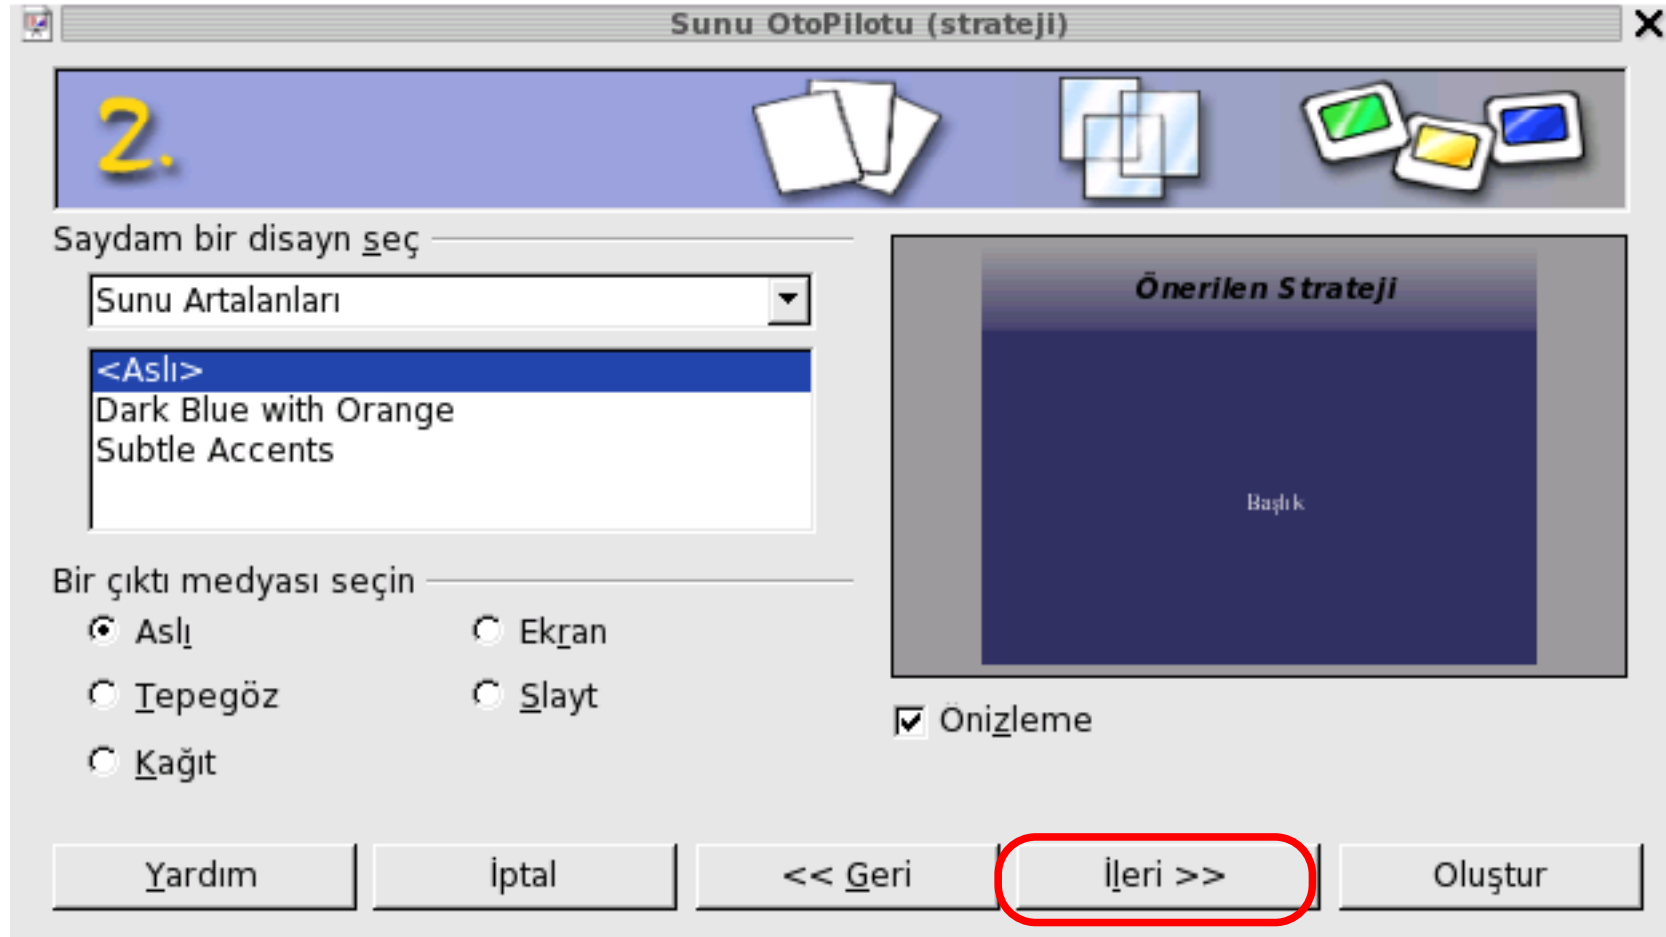 Sunu OtoPilotu (strateji)
2.
Saydam bir disayn seç
Sunu Artalanları
<Aslı>
Dark Blue with Orange
Subtle Accents
Önerilen Strateji
Başlık
Bir çıktı medyası seçin
Aslı
Ekran
Tepegöz
Slayt
Kağıt
Önizleme
Yardım
İptal
<< Geri
İleri >>
Oluştur